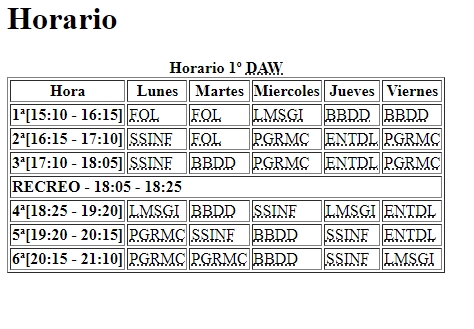 Horario
Horario 1º DAW
Hora Lunes Martes Miercoles Jueves Viernes
1ª[15:10 - 16:15] FOL FOL LMSGI BBDD BBDD
2ª[16:15 - 17:10] SSINF FOL PGRMC ENTDL PGRMC
3ª[17:10 - 18:05] SSINF BBDD PGRMC ENTDL PGRMC
RECREO - 18:05 - 18:25
4ª[18:25 - 19:20] LMSGI BBDD SSINF LMSGI ENTDL
5ª[19:20 - 20:15] PGRMC SSINF BBDD SSINF ENTDL
6ª[20:15 - 21:10] PGRMC PGRMC BBDD SSINF LMSGI